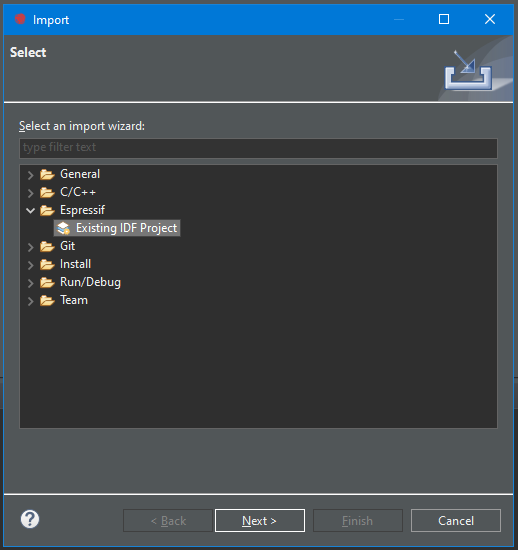 Import
Select
Select an import wizard:
type filter text
General
C/C++
Espressif
Existing IDF Project
Git
Install
Run/Debug
Team
?
< Back
Next >
Finish
Cancel